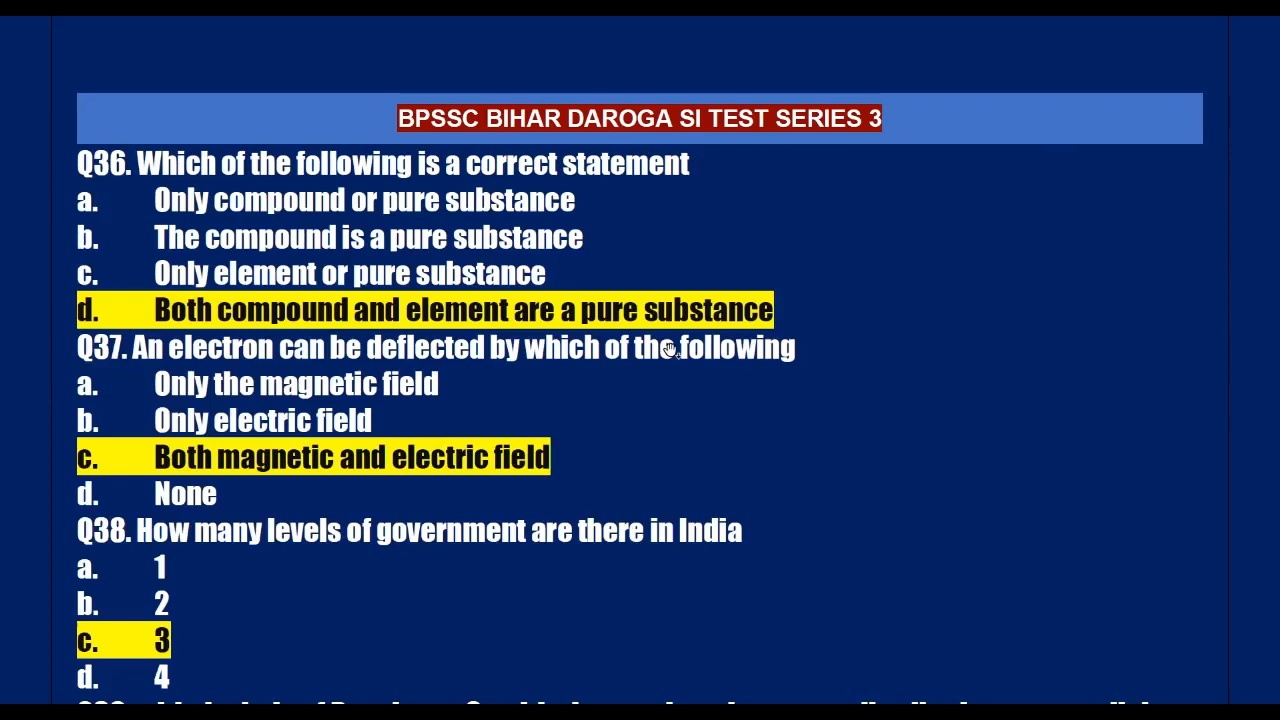 BPSSC BIHAR DAROGA SI TEST SERIES 3
Q36. Which of the following is a correct statement
a. Only compound or pure substance
b. The compound is a pure substance
c. Only element or pure substance
d. Both compound and element are a pure substance
Q37. An electron can be deflected by which of the following
a. Only the magnetic field
b. Only electric field
c. Both magnetic and electric field
d. None
Q38. How many levels of government are there in India
a. 1
b. 2
c. 3
d. 4